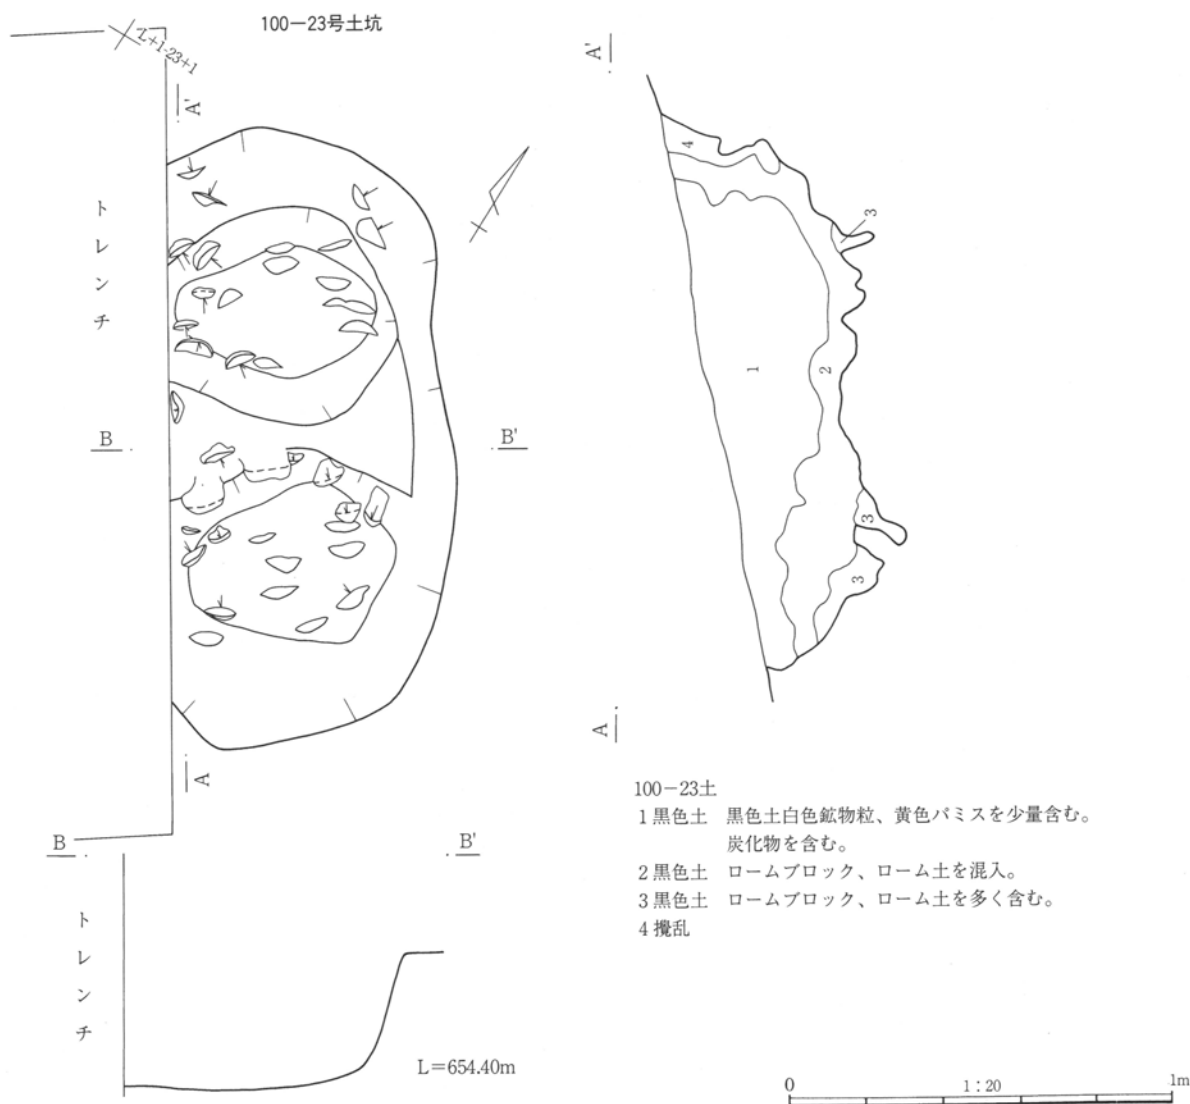 100－23号土坑
Z+1-23+1
A'
A'
トレンチ
4
3
1
2
B
B'
3
3
A
A
100－23土
1 黒色土　黒色土白色鉱物粒、黄色パミスを少量含む。
炭化物を含む。
2 黒色土　ロームブロック、ローム土を混入。
3 黒色土　ロームブロック、ローム土を多く含む。
4 攪乱
B
B'
トレンチ
L＝654.40m
0
1：20
1m